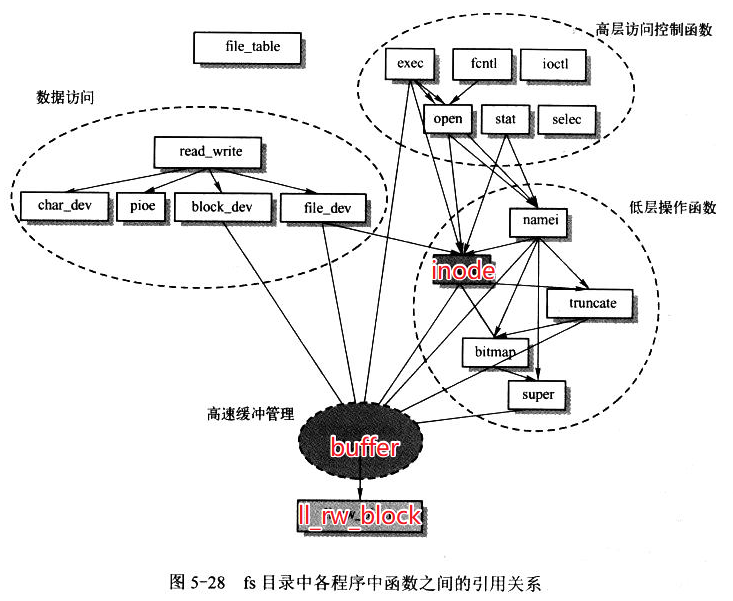 file_table
高层访问控制函数
exec
fcntl
ioctl
open
stat
selec
数据访问
read_write
char_dev
pioe
block_dev
file_dev
低层操作函数
namei
inode
truncate
bitmap
super
高速缓冲管理
buffer
ll_rw_block
图 5-28 fs 目录中各程序中函数之间的引用关系